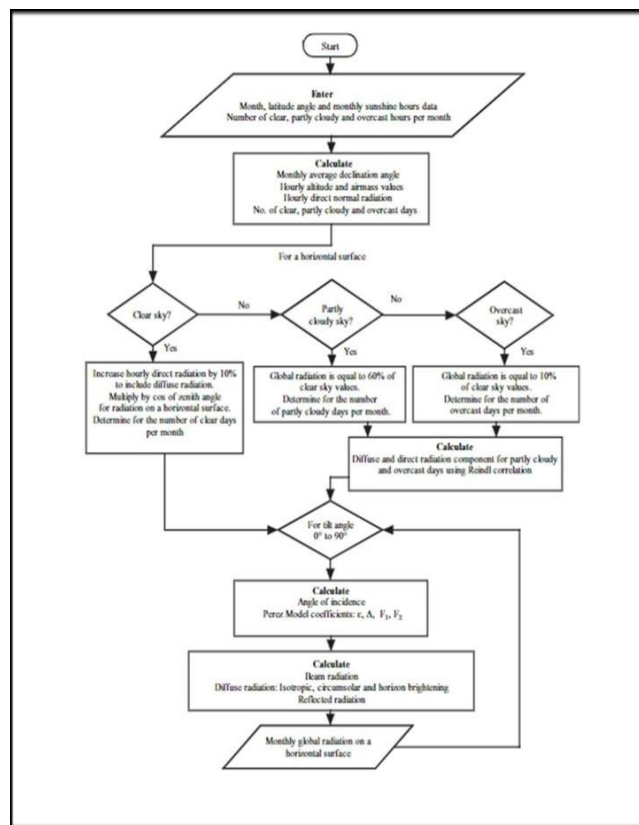 Start
Enter
Month, latitude angle and monthly sunshine hours data
Number of clear, partly cloudy and overcast hours per month
Calculate
Monthly average declination angle
Hourly altitude and airmass values
Hourly direct normal radiation
No. of clear, partly cloudy and overcast days
For a horizontal surface
Clear sky?
No
Partly
cloudy sky?
No
Overcast
sky?
Yes
Yes
Yes
Increase hourly direct radiation by 10%
to include diffuse radiation.
Multiply by cos of zenith angle
for radiation on a horizontal surface.
Determine for the number of clear days
per month
Global radiation is equal to 60% of
clear sky values.
Determine for the number
of partly cloudy days per month.
Global radiation is equal to 10%
of clear sky values.
Determine for the number of
overcast days per month.
Calculate
Diffuse and direct radiation component for partly cloudy
and overcast days using Reindl correlation
For tilt angle
0° to 90°
Calculate
Angle of incidence
Perez Model coefficients: ε, Δ, F1, F2
Calculate
Beam radiation
Diffuse radiation: Isotropic, circumsolar and horizon brightening
Reflected radiation
Monthly global radiation on a
horizontal surface